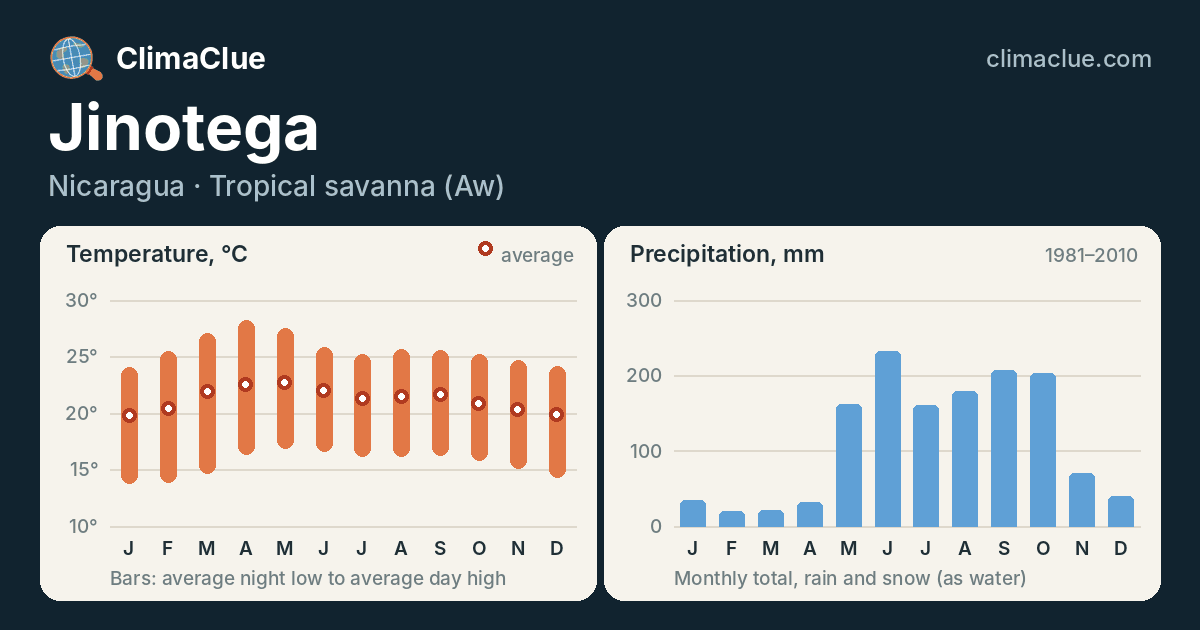 ClimaClue
climaclue.com
Jinotega
Nicaragua · Tropical savanna (Aw)
Temperature, °C
average
30°
25°
20°
15°
10°
J F M A M J J A S O N D
Bars: average night low to average day high
Precipitation, mm
1981–2010
300
200
100
0
J F M A M J J A S O N D
Monthly total, rain and snow (as water)